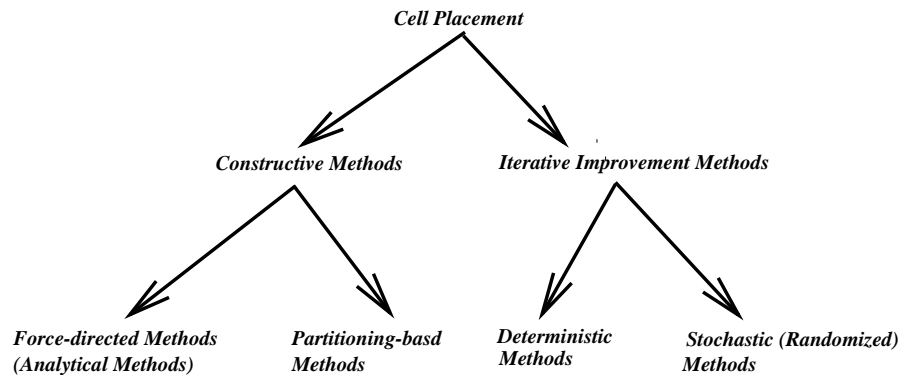 Cell Placement
Constructive Methods
Iterative Improvement Methods
Force-directed Methods
(Analytical Methods)
Partitioning-basd
Methods
Deterministic
Methods
Stochastic (Randomized)
Methods